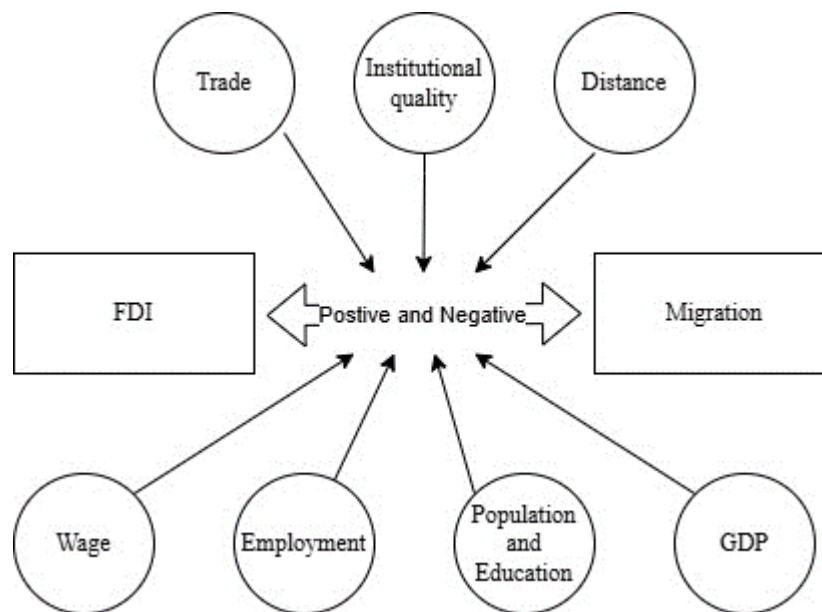 Trade
Institutional
quality
Distance
FDI
Postive and Negative
Migration
Wage
Employment
Population
and
Education
GDP